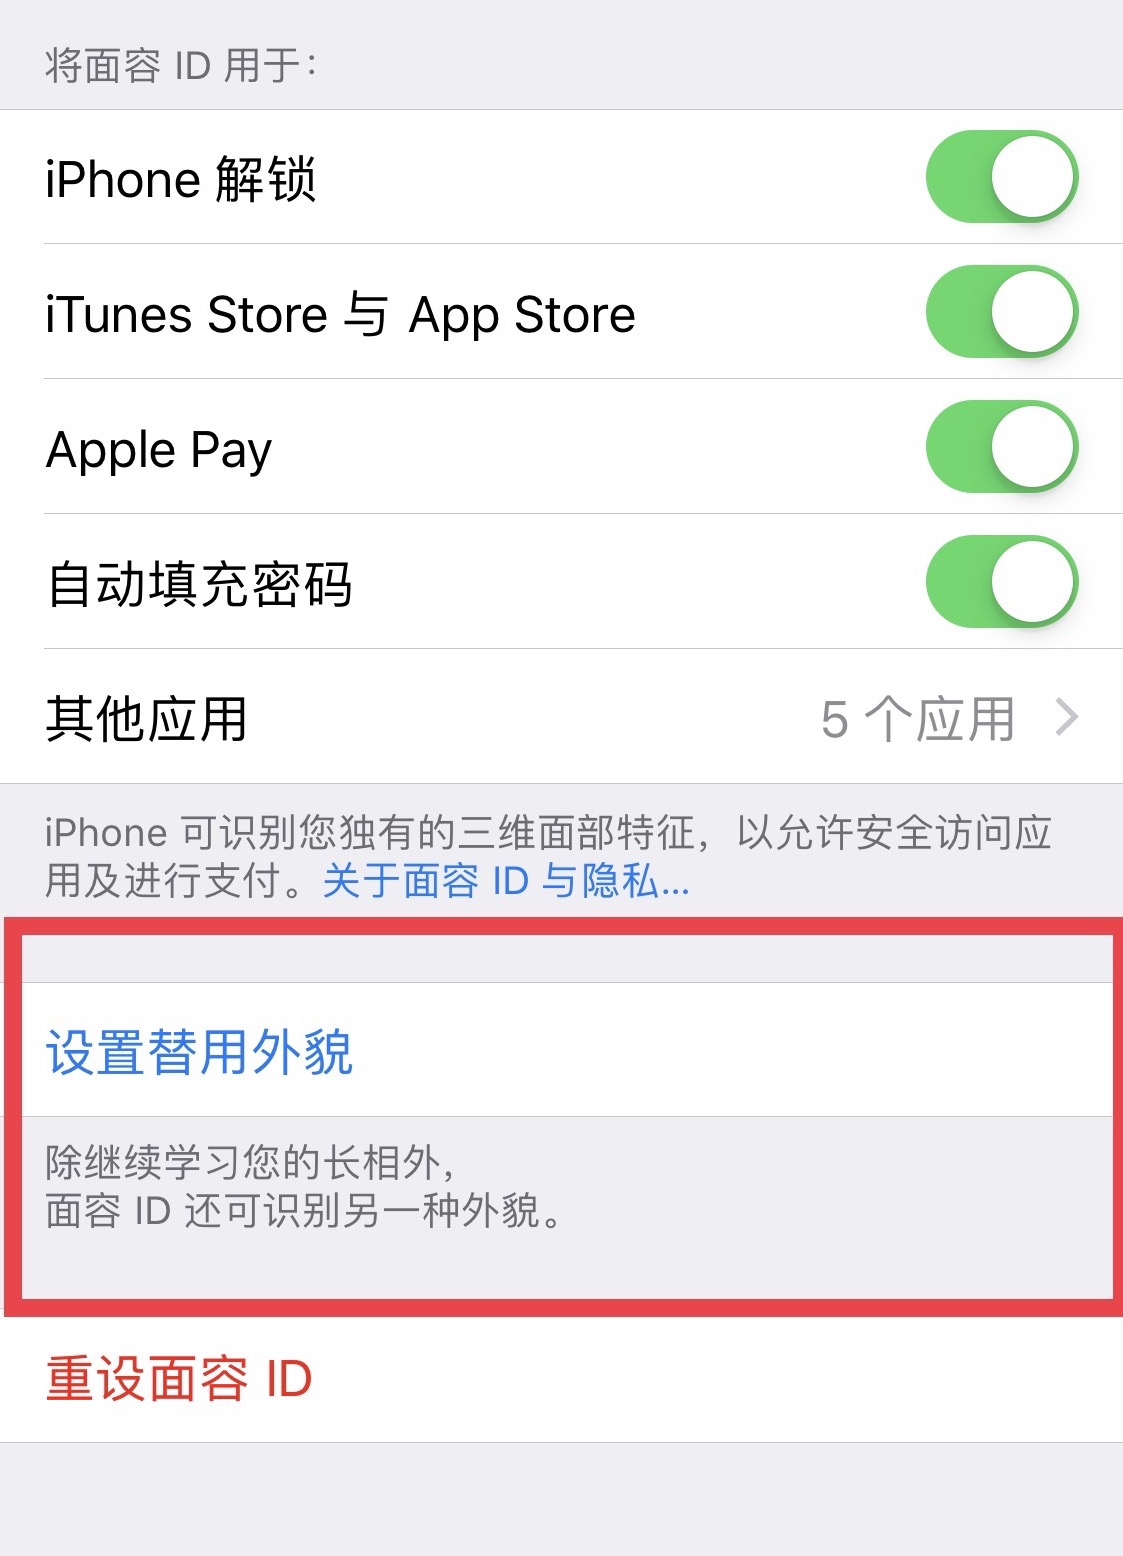 将面容 ID 用于：
iPhone 解锁
iTunes Store 与 App Store
Apple Pay
自动填充密码
其他应用 5 个应用
iPhone 可识别您独有的三维面部特征，以允许安全访问应
用及进行支付。关于面容 ID 与隐私...
设置替用外貌
除继续学习您的长相外，
面容 ID 还可识别另一种外貌。
重设面容 ID